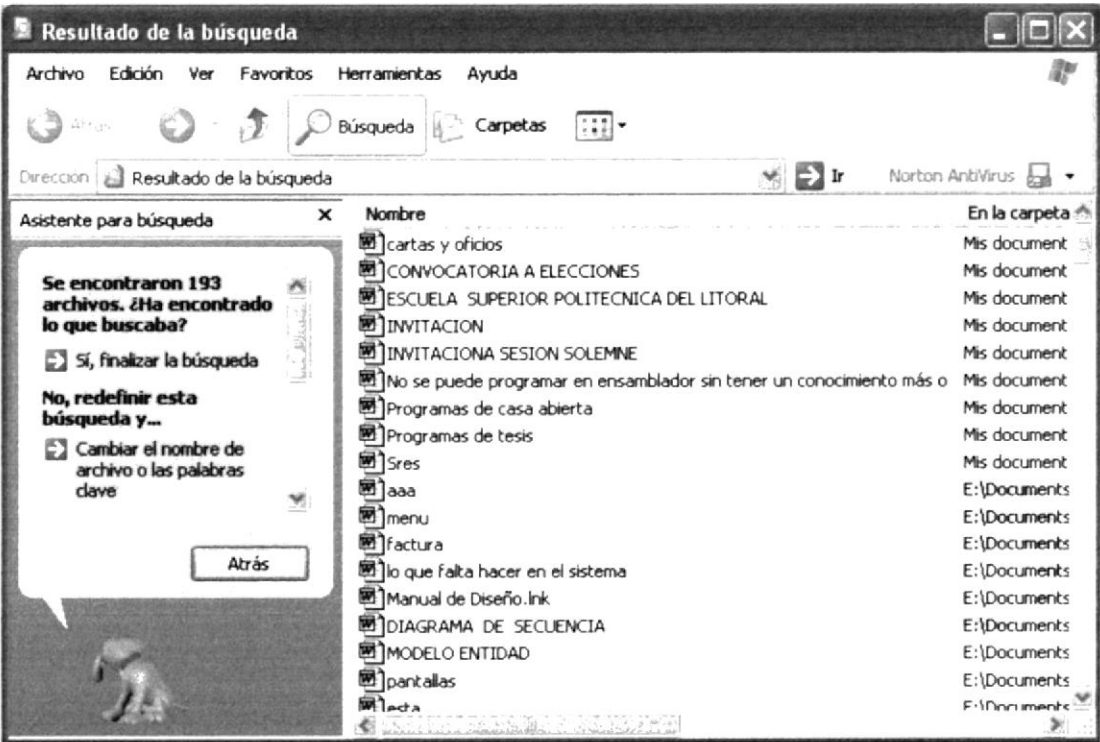 Resultado de la búsqueda
Archivo Edición Ver Favoritos Herramientas Ayuda
Atrás Búsqueda Carpetas
Dirección Resultado de la búsqueda Ir Norton AntiVirus
Asistente para búsqueda
Se encontraron 193
archivos. ¿Ha encontrado
lo que buscaba?
Sí, finalizar la búsqueda
No, redefinir esta
búsqueda y...
Cambiar el nombre de
archivo o las palabras
clave
Atrás
Nombre En la carpeta
cartas y oficios Mis document
CONVOCATORIA A ELECCIONES Mis document
ESCUELA SUPERIOR POLITECNICA DEL LITORAL Mis document
INVITACION Mis document
INVITACIONA SESION SOLEMNE Mis document
No se puede programar en ensamblador sin tener un conocimiento más o Mis document
Programas de casa abierta Mis document
Programas de tesis Mis document
Sres Mis document
aaa E:\Documents
menu E:\Documents
factura E:\Documents
lo que falta hacer en el sistema E:\Documents
Manual de Diseño.lnk E:\Documents
DIAGRAMA DE SECUENCIA E:\Documents
MODELO ENTIDAD E:\Documents
pantallas E:\Documents
esta E:\Documents